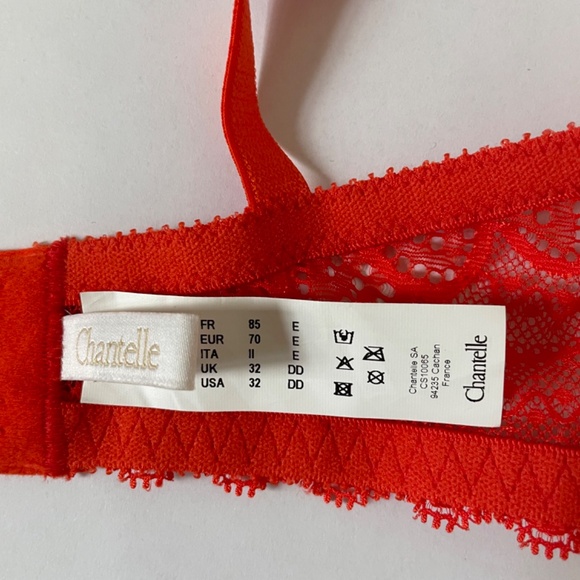 Chantelle
FR 85 E
EUR 70 E
ITA II E
UK 32 DD
USA 32 DD
Chantelle SA
CS10065
94235 Cachan
France
Chantelle